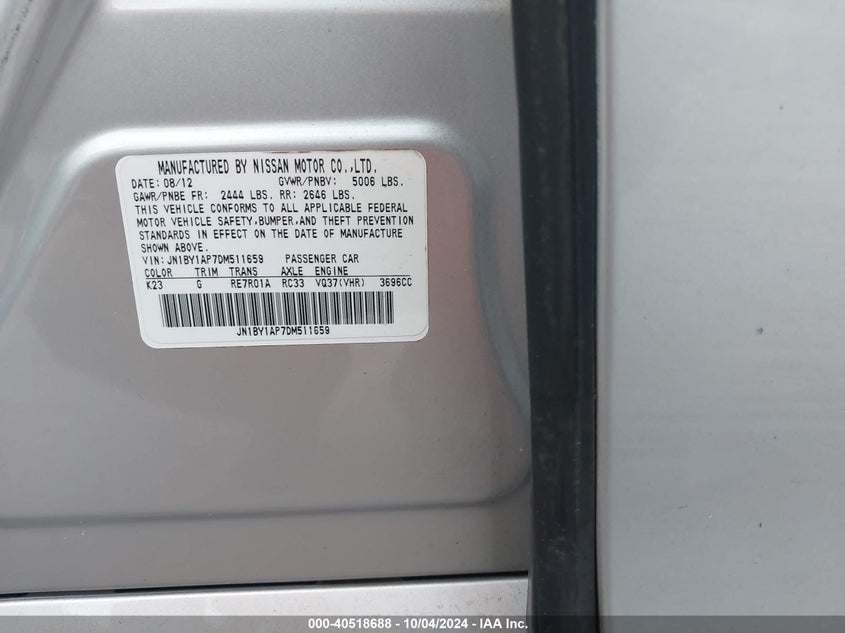 MANUFACTURED BY NISSAN MOTOR CO.,LTD.
DATE: 08/12 GVWR/PNBV: 5006 LBS.
GAWR/PNBE FR: 2444 LBS. RR: 2646 LBS.
THIS VEHICLE CONFORMS TO ALL APPLICABLE FEDERAL
MOTOR VEHICLE SAFETY,BUMPER,AND THEFT PREVENTION
STANDARDS IN EFFECT ON THE DATE OF MANUFACTURE
SHOWN ABOVE.
VIN: JN1BY1AP7DM511659 PASSENGER CAR
COLOR TRIM TRANS AXLE ENGINE
K23 G RE7R01A RC33 VQ37(VHR) 3696CC
JN1BY1AP7DM511659
000-40518688 - 10/04/2024 - IAA Inc.